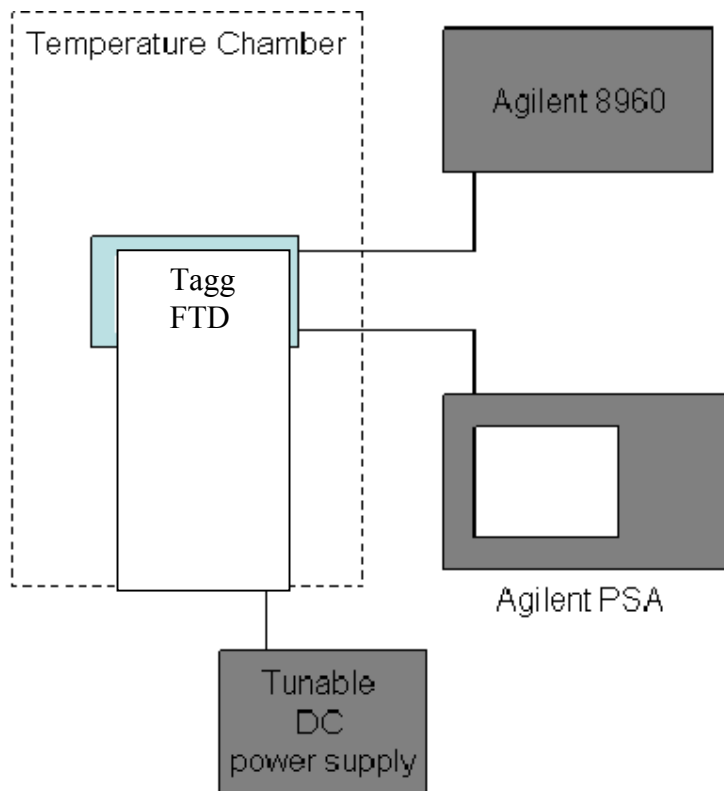 Temperature Chamber
Agilent 8960
Tagg
FTD
Agilent PSA
Tunable
DC
power supply